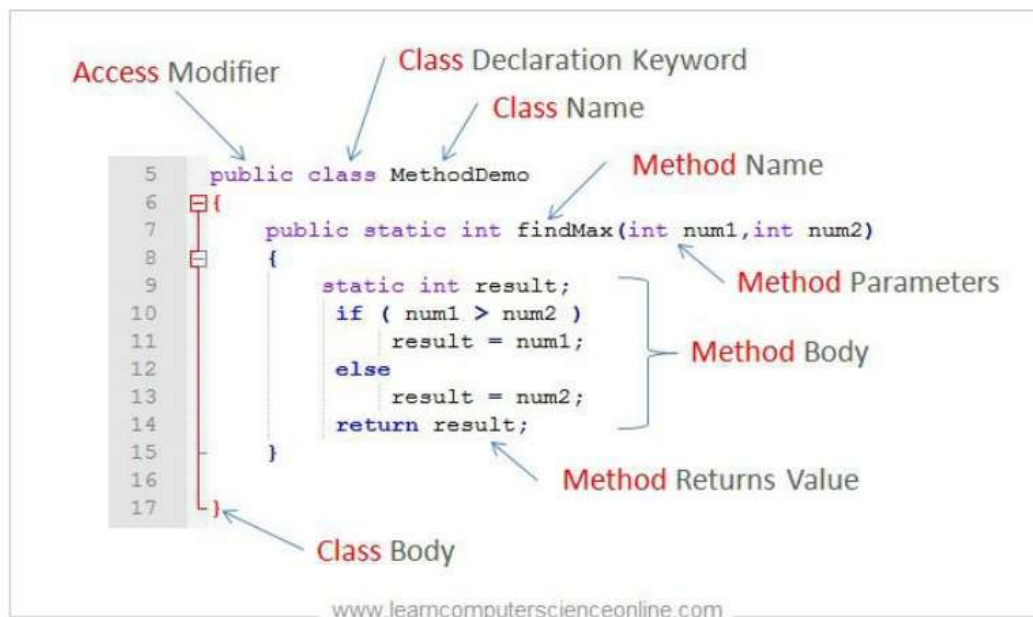 Access Modifier
Class Declaration Keyword
Class Name
Method Name
5 public class MethodDemo
6 {
7 public static int findMax(int num1,int num2)
8 {
Method Parameters
9 static int result;
10 if ( num1 > num2 )
11 result = num1;
Method Body
12 else
13 result = num2;
14 return result;
15 }
Method Returns Value
16
17 }
Class Body
www.learncomputerscienceonline.com